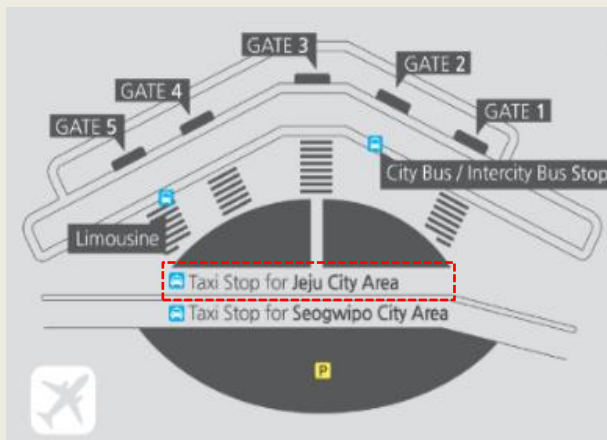 GATE 3
GATE 2
GATE 4
GATE 1
GATE 5
City Bus / Intercity Bus Stop
Limousine
Taxi Stop for Jeju City Area
Taxi Stop for Seogwipo City Area
P